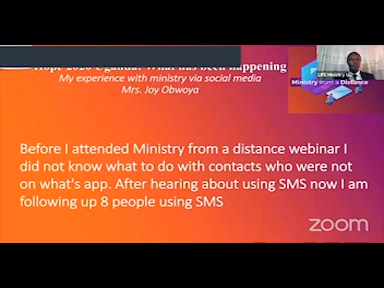 Hope 2020 Uganda: What has been happening
My experience with ministry via social media
Mrs. Joy Obwoya
LIFE Ministry U
Ministry from a Distance
Before I attended Ministry from a distance webinar I
did not know what to do with contacts who were not
on what's app. After hearing about using SMS now I am
following up 8 people using SMS
zoom